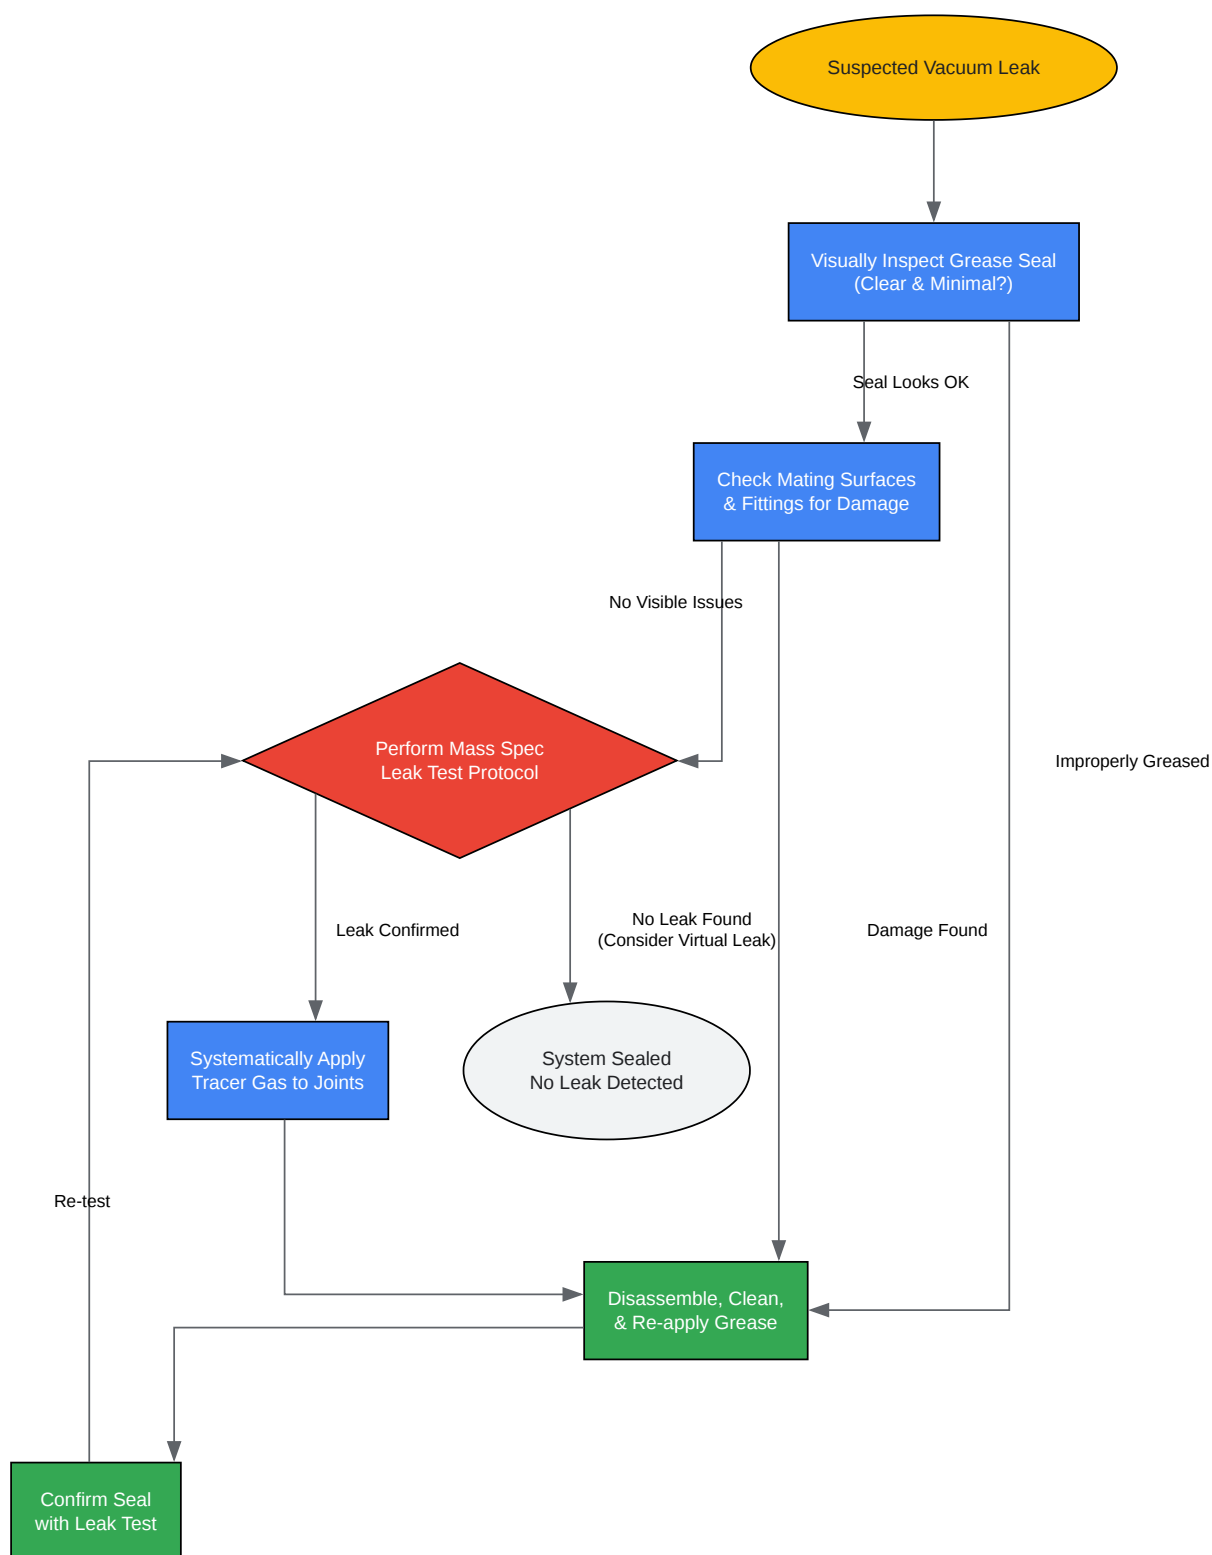 Suspected Vacuum Leak
Visually Inspect Grease Seal
(Clear & Minimal?)
Seal Looks OK
Check Mating Surfaces
& Fittings for Damage
No Visible Issues
Perform Mass Spec
Leak Test Protocol
Improperly Greased
Leak Confirmed
No Leak Found
(Consider Virtual Leak)
Damage Found
Systematically Apply
Tracer Gas to Joints
System Sealed
No Leak Detected
Re-test
Disassemble, Clean,
& Re-apply Grease
Confirm Seal
with Leak Test